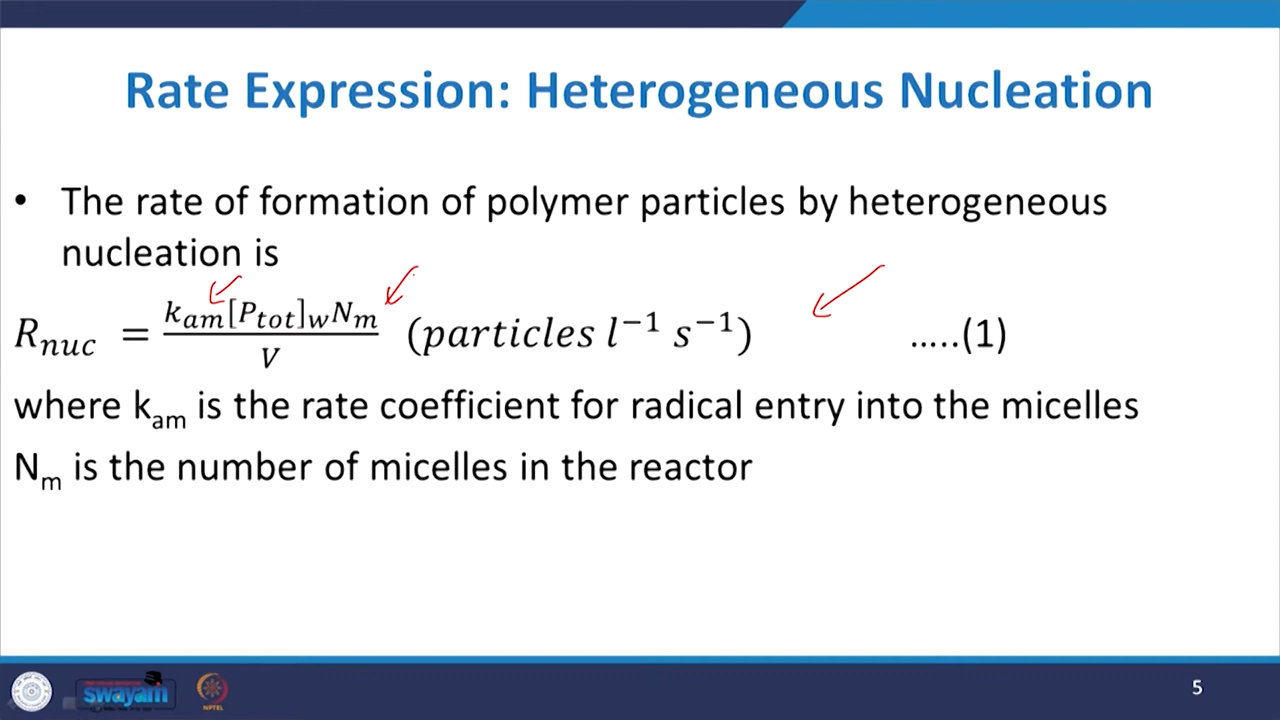 Rate Expression: Heterogeneous Nucleation
• The rate of formation of polymer particles by heterogeneous
nucleation is
R_nuc = k_am[P_tot]_w N_m / V (particles l⁻¹ s⁻¹) …..(1)
where k_am is the rate coefficient for radical entry into the micelles
N_m is the number of micelles in the reactor
swayam
NPTEL
5